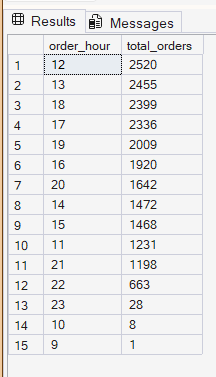 Results Messages
order_hour total_orders
1 12 2520
2 13 2455
3 18 2399
4 17 2336
5 19 2009
6 16 1920
7 20 1642
8 14 1472
9 15 1468
10 11 1231
11 21 1198
12 22 663
13 23 28
14 10 8
15 9 1